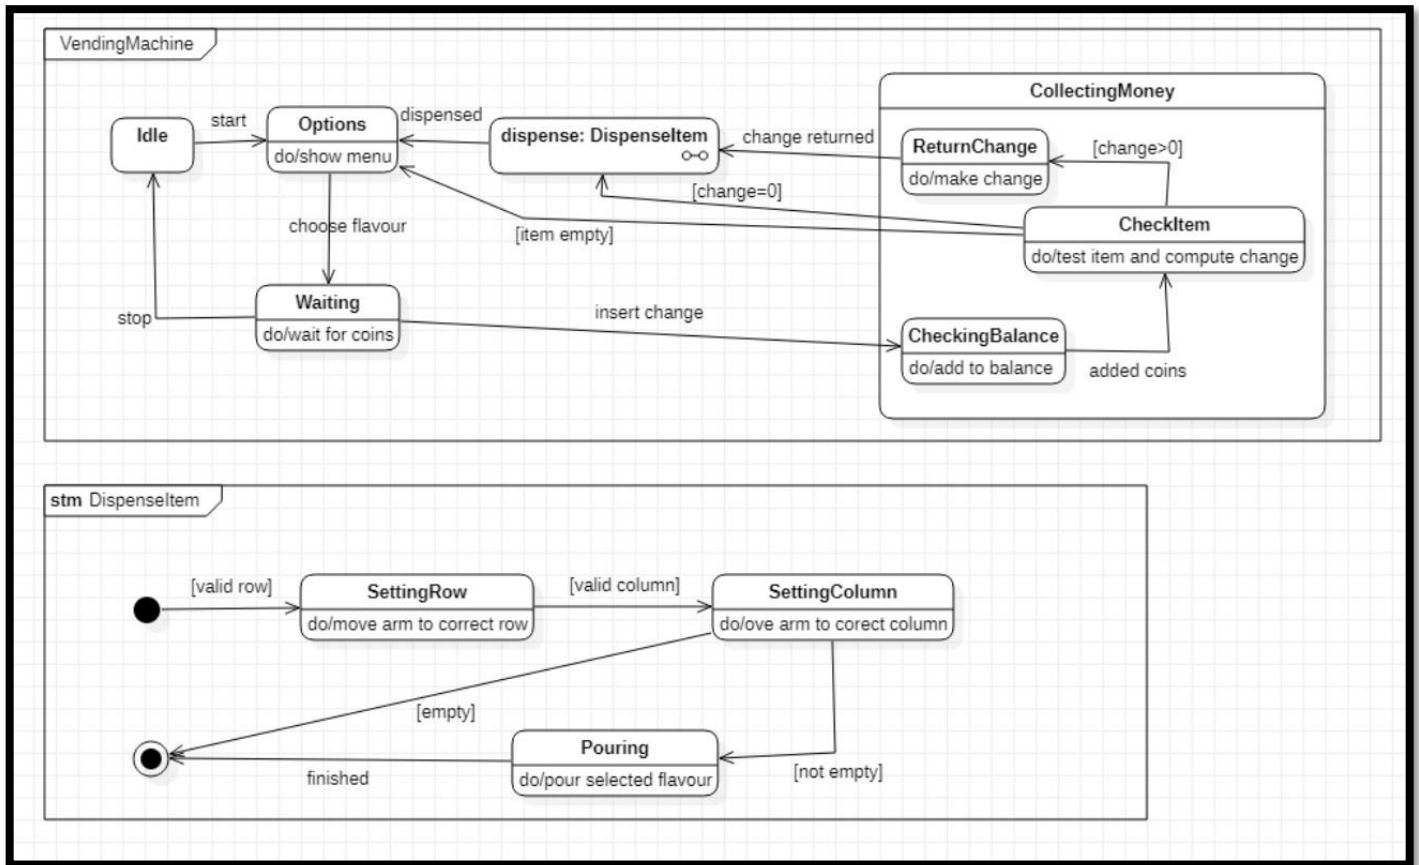 VendingMachine
CollectingMoney
Idle
start
Options
do/show menu
dispensed
dispense: DispenseItem
change returned
ReturnChange
do/make change
[change>0]
[change=0]
CheckItem
do/test item and compute change
choose flavour
[item empty]
Waiting
do/wait for coins
stop
insert change
CheckingBalance
do/add to balance
added coins
stm DispenseItem
[valid row]
SettingRow
do/move arm to correct row
[valid column]
SettingColumn
do/ove arm to corect column
[empty]
Pouring
do/pour selected flavour
[not empty]
finished